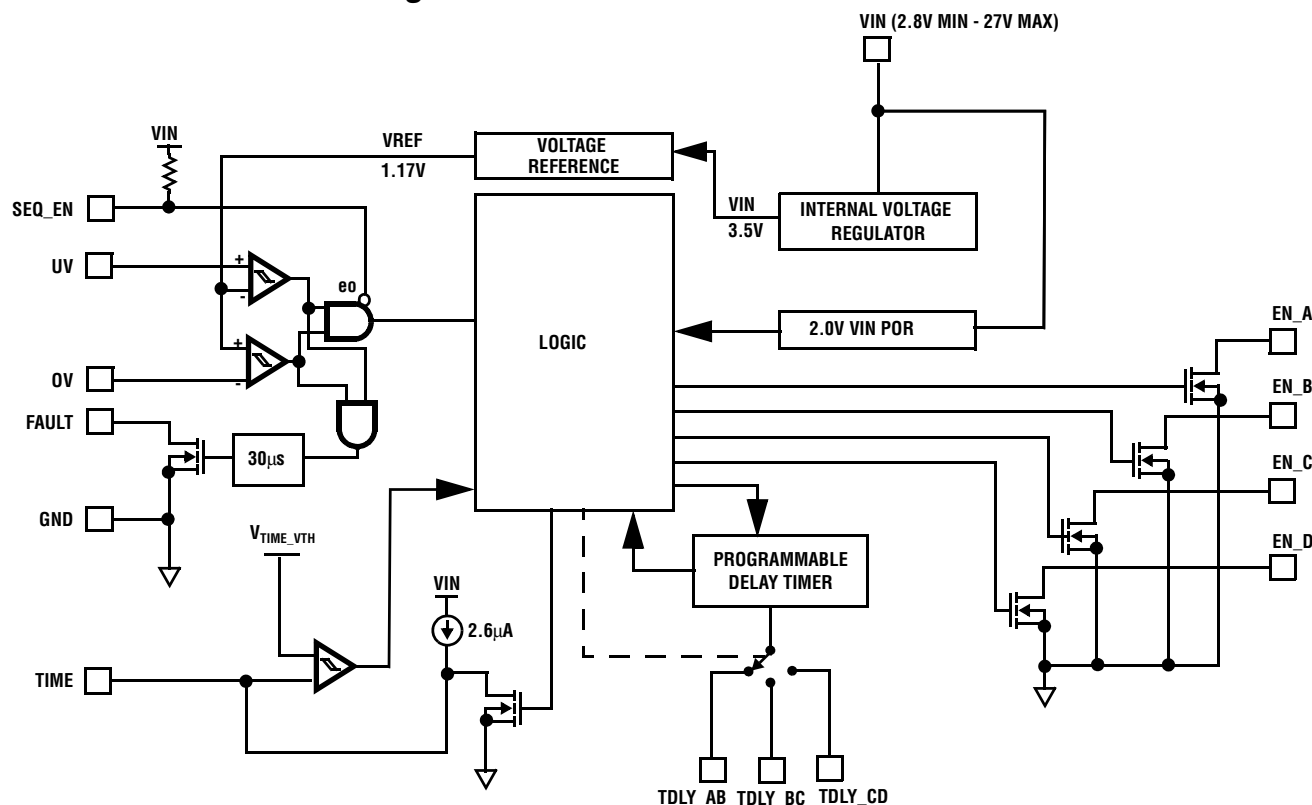 g
VIN (2.8V MIN - 27V MAX)
VIN
VREF
1.17V
VOLTAGE
REFERENCE
SEQ_EN
VIN
3.5V
INTERNAL VOLTAGE
REGULATOR
UV
+
-
eo
2.0V VIN POR
LOGIC
EN_A
OV
+
-
EN_B
FAULT
30µs
EN_C
GND
VTIME_VTH
PROGRAMMABLE
DELAY TIMER
EN_D
VIN
2.6µA
TIME
TDLY_AB
TDLY_BC
TDLY_CD